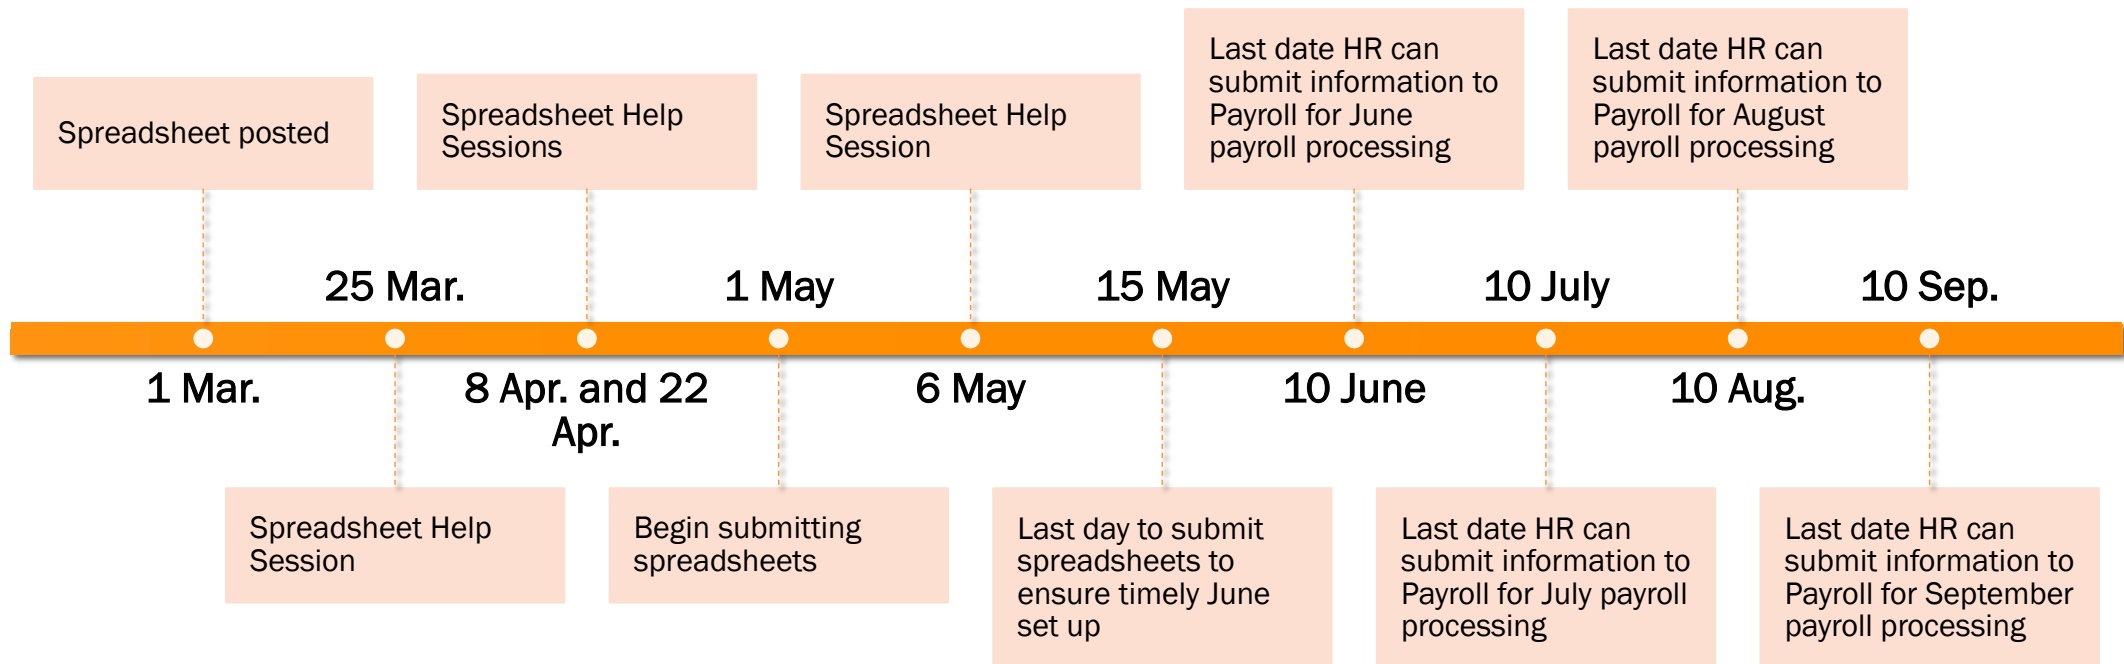 Spreadsheet posted
1 Mar.
25 Mar.
Spreadsheet Help
Session
Spreadsheet Help
Sessions
8 Apr. and 22
Apr.
1 May
Begin submitting
spreadsheets
Spreadsheet Help
Session
6 May
15 May
Last day to submit
spreadsheets to
ensure timely June
set up
Last date HR can
submit information to
Payroll for June
payroll processing
10 June
10 July
Last date HR can
submit information to
Payroll for July payroll
processing
Last date HR can
submit information to
Payroll for August
payroll processing
10 Aug.
10 Sep.
Last date HR can
submit information to
Payroll for September
payroll processing